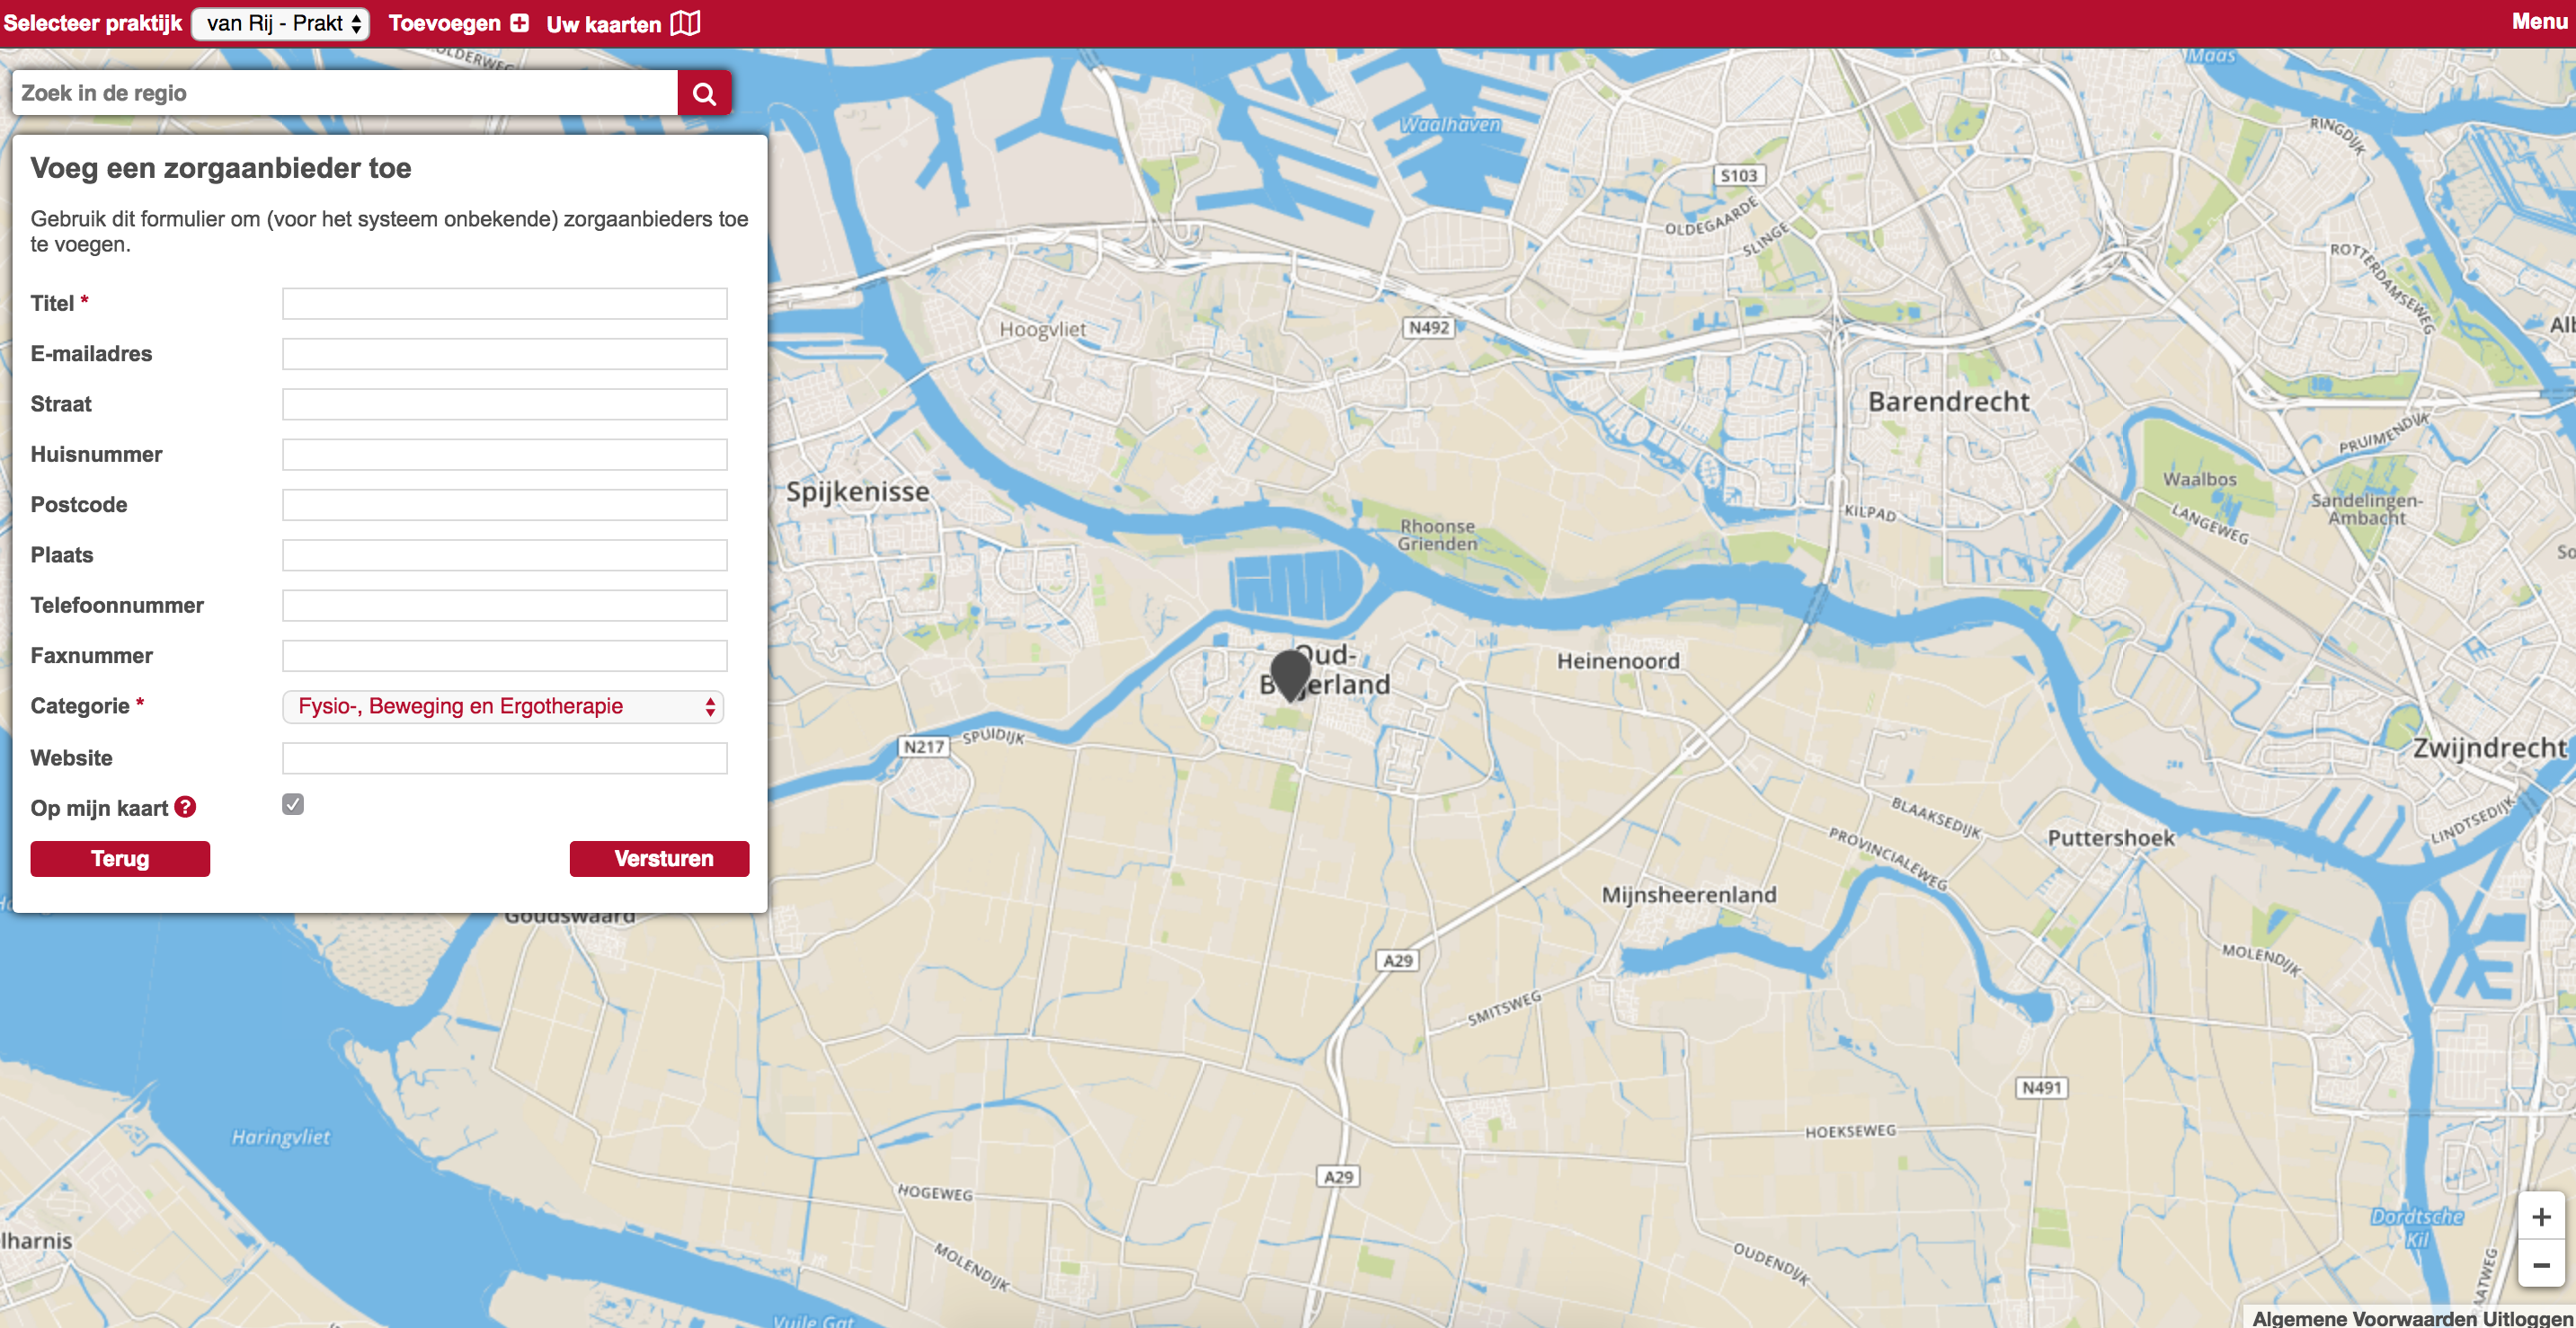 Selecteer praktijk van Rij - Prakt Toevoegen Uw kaarten Menu
Zoek in de regio
Voeg een zorgaanbieder toe
Gebruik dit formulier om (voor het systeem onbekende) zorgaanbieders toe
te voegen.
Titel *
E-mailadres
Straat
Huisnummer
Postcode
Plaats
Telefoonnummer
Faxnummer
Categorie * Fysio-, Beweging en Ergotherapie
Website
Op mijn kaart ?
Terug Versturen
Maas
Waalhaven
RINGDIJK
S103
OLDEGAARDE
SLINGE
ROTTERDAMSEWEG
Hoogvliet
N492
Barendrecht
PRUIMENDIJK
Spijkenisse
Waalbos
Sandelingen-
Ambacht
KILPAD
LANGEWEG
Rhoonse
Grienden
Oud-
Heinenoord
N217
SPUIDIJK
Zwijndrecht
BLAAKSEDIJK
LINDTSEDIJK
PROVINCIALEWEG
Puttershoek
Mijnsheerenland
Goudswaard
A29
MOLENDIJK
SMITSWEG
N491
Haringvliet
HOEKSEWEG
A29
HOGEWEG
Dordtsche
Kil
lharnis
MOLENDIJK
OUDENDIJK
Vuile Gat
+
−
Algemene Voorwaarden Uitloggen